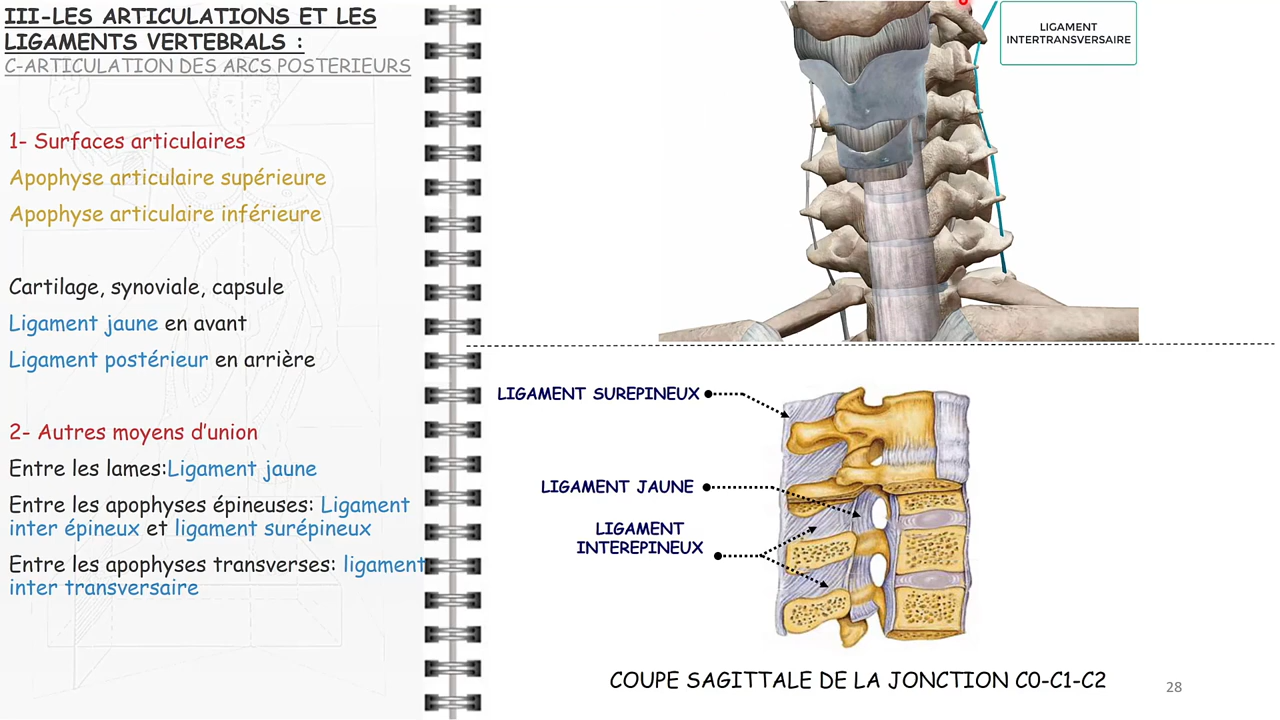 III-LES ARTICULATIONS ET LES
LIGAMENTS VERTEBRALS :
C-ARTICULATION DES ARCS POSTERIEURS
1- Surfaces articulaires
Apophyse articulaire supérieure
Apophyse articulaire inférieure
Cartilage, synoviale, capsule
Ligament jaune en avant
Ligament postérieur en arrière
2- Autres moyens d’union
Entre les lames:Ligament jaune
Entre les apophyses épineuses: Ligament
inter épineux et ligament surépineux
Entre les apophyses transverses: ligament
inter transversaire
LIGAMENT
INTERTRANSVERSAIRE
LIGAMENT SUREPINEUX
LIGAMENT JAUNE
LIGAMENT
INTEREPINEUX
COUPE SAGITTALE DE LA JONCTION C0-C1-C2
28